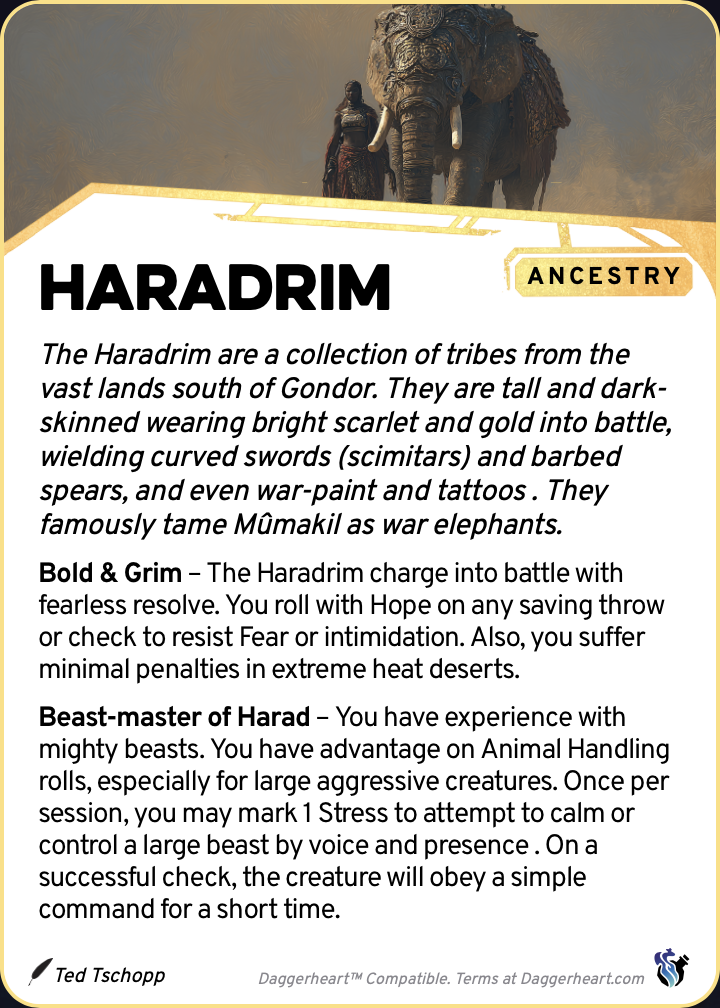 HARADRIM
ANCESTRY
The Haradrim are a collection of tribes from the
vast lands south of Gondor. They are tall and dark-
skinned wearing bright scarlet and gold into battle,
wielding curved swords (scimitars) and barbed
spears, and even war-paint and tattoos . They
famously tame Mûmakil as war elephants.
Bold & Grim – The Haradrim charge into battle with
fearless resolve. You roll with Hope on any saving throw
or check to resist Fear or intimidation. Also, you suffer
minimal penalties in extreme heat deserts.
Beast-master of Harad – You have experience with
mighty beasts. You have advantage on Animal Handling
rolls, especially for large aggressive creatures. Once per
session, you may mark 1 Stress to attempt to calm or
control a large beast by voice and presence . On a
successful check, the creature will obey a simple
command for a short time.
Ted Tschopp
Daggerheart™ Compatible. Terms at Daggerheart.com